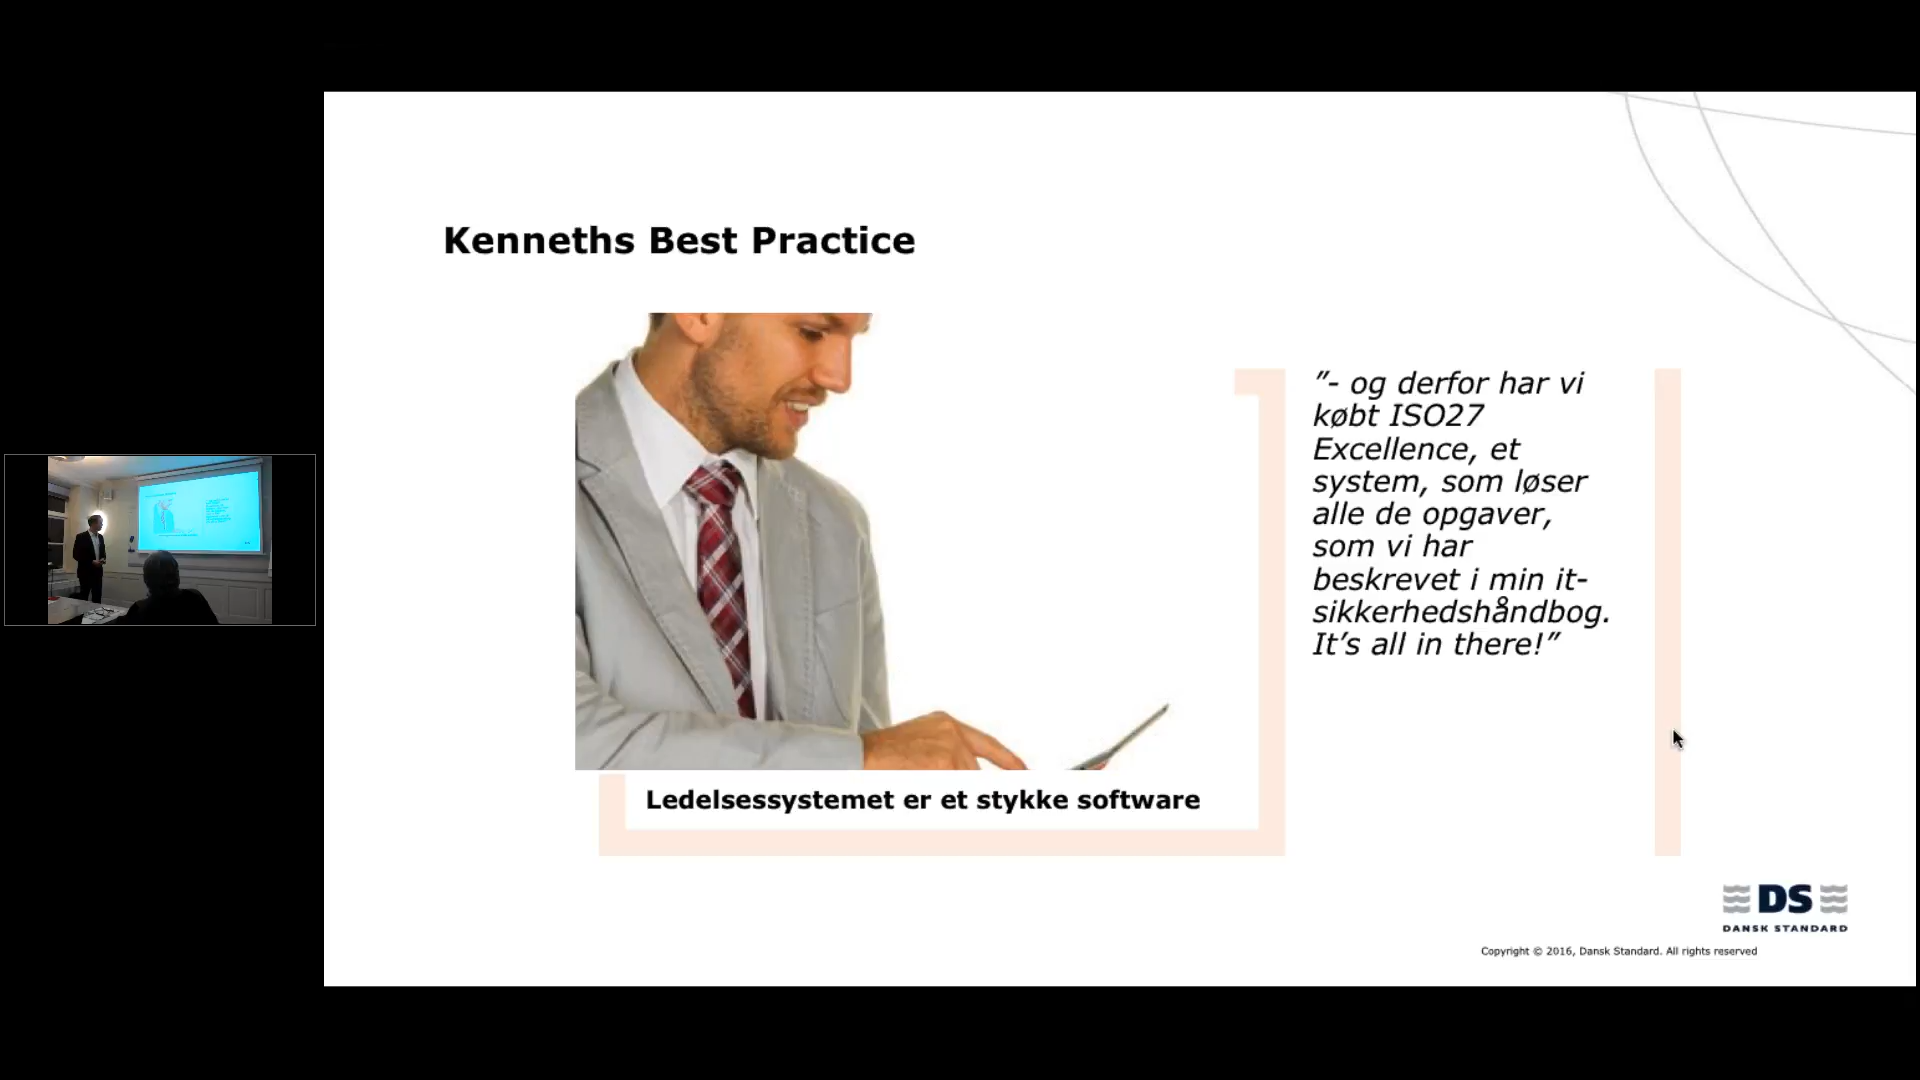 Kenneths Best Practice
”- og derfor har vi
købt ISO27
Excellence, et
system, som løser
alle de opgaver,
som vi har
beskrevet i min it-
sikkerhedshåndbog.
It’s all in there!”
Ledelsessystemet er et stykke software
DS
DANSK STANDARD
Copyright © 2016, Dansk Standard. All rights reserved